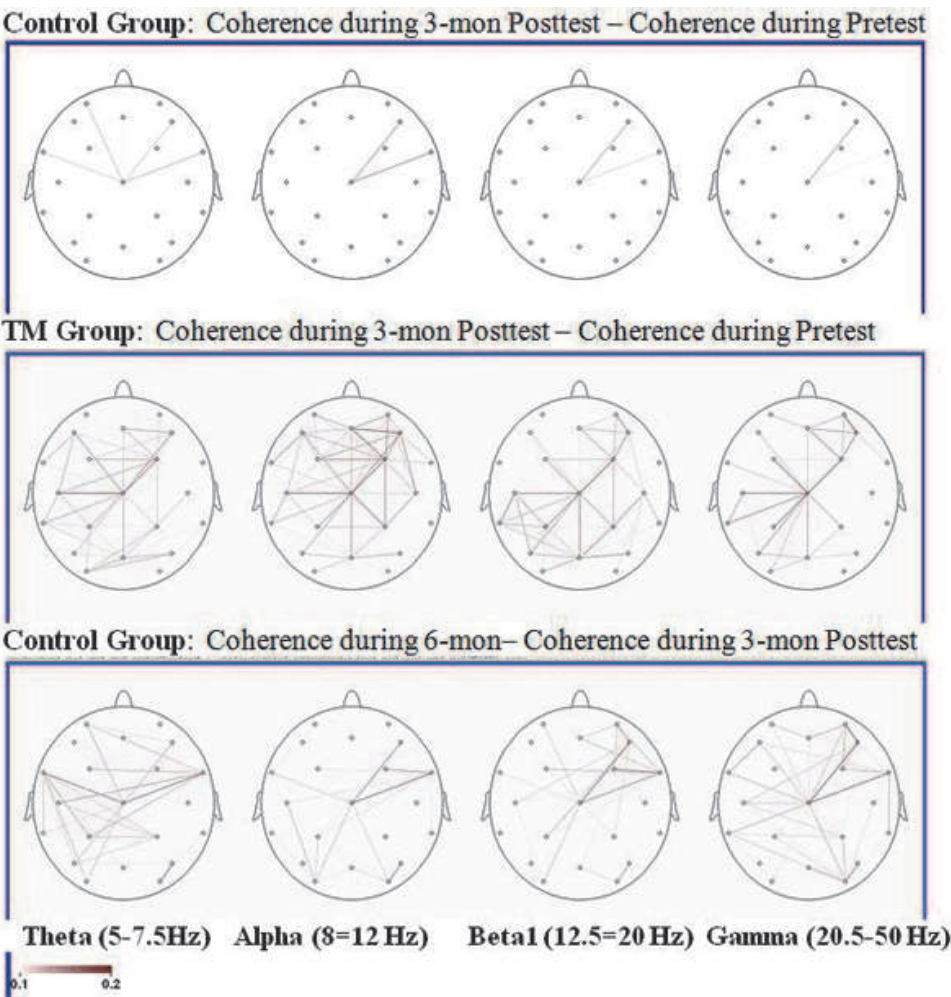 Control Group: Coherence during 3-mon Posttest – Coherence during Pretest
TM Group: Coherence during 3-mon Posttest – Coherence during Pretest
Control Group: Coherence during 6-mon– Coherence during 3-mon Posttest
Theta (5-7.5Hz) Alpha (8=12 Hz) Beta1 (12.5=20 Hz) Gamma (20.5-50 Hz)
0.1 0.2